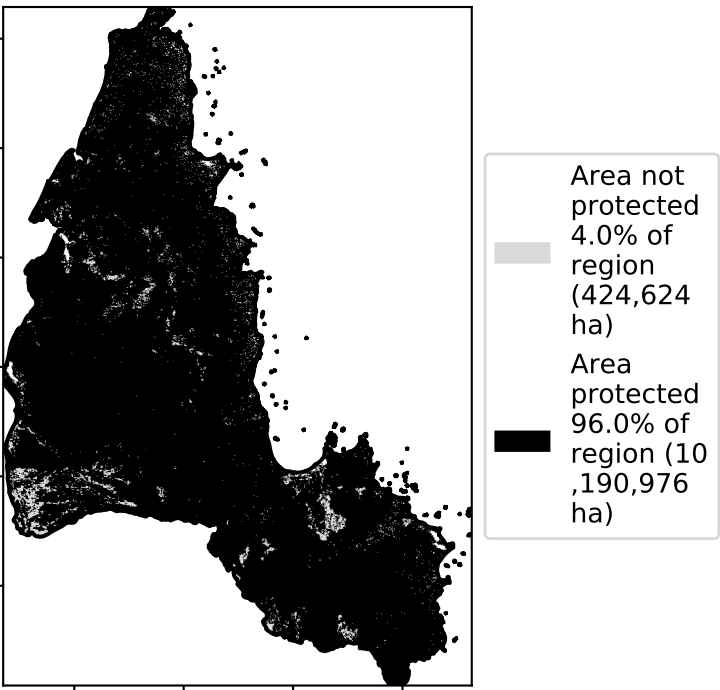 Area not
protected
4.0% of
region
(424,624
ha)
Area
protected
96.0% of
region (10
,190,976
ha)